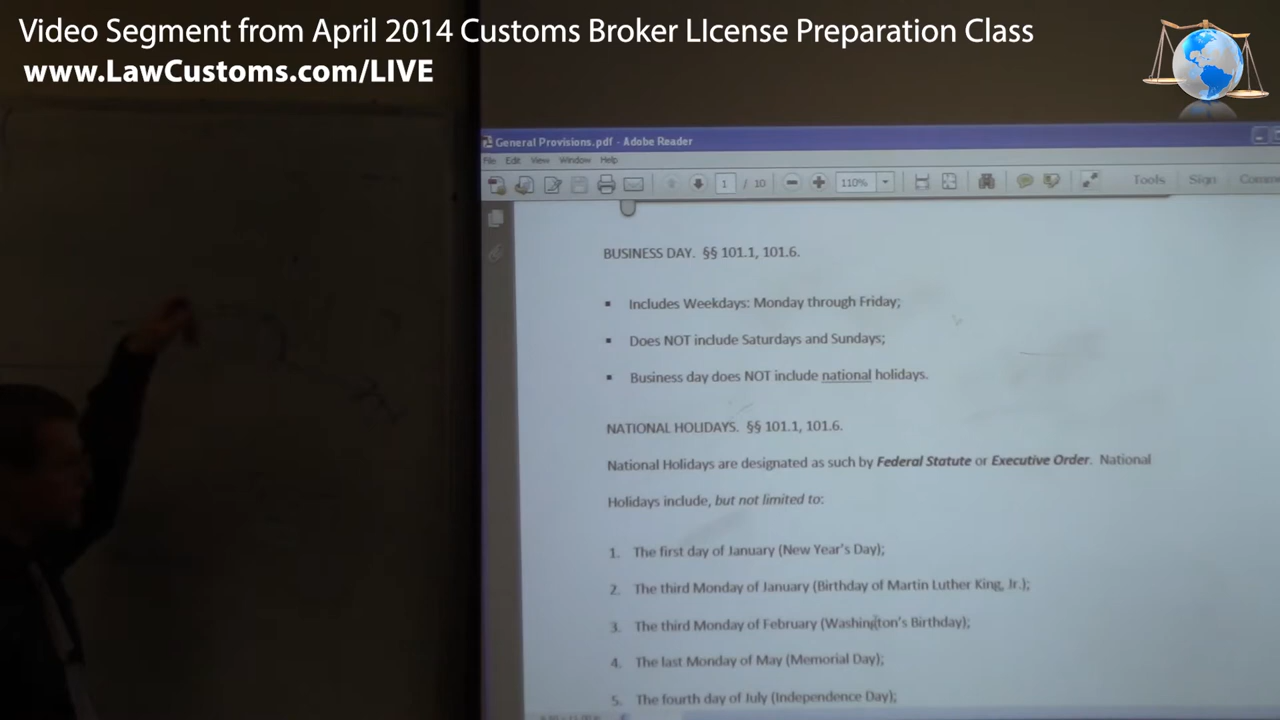 Video Segment from April 2014 Customs Broker LIcense Preparation Class
www.LawCustoms.com/LIVE
General Provisions.pdf - Adobe Reader
File Edit View Window Help
1 / 10 110% Tools Sign Comme
BUSINESS DAY. §§ 101.1, 101.6.
▪ Includes Weekdays: Monday through Friday;
▪ Does NOT include Saturdays and Sundays;
▪ Business day does NOT include national holidays.
NATIONAL HOLIDAYS. §§ 101.1, 101.6.
National Holidays are designated as such by Federal Statute or Executive Order. National
Holidays include, but not limited to:
1. The first day of January (New Year's Day);
2. The third Monday of January (Birthday of Martin Luther King, Jr.);
3. The third Monday of February (Washington's Birthday);
4. The last Monday of May (Memorial Day);
5. The fourth day of July (Independence Day);